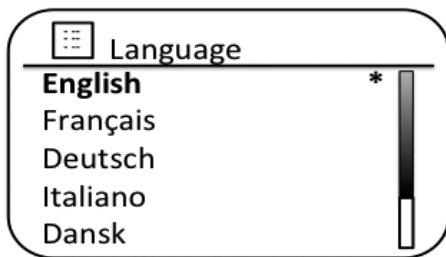 Language
English *
Français
Deutsch
Italiano
Dansk